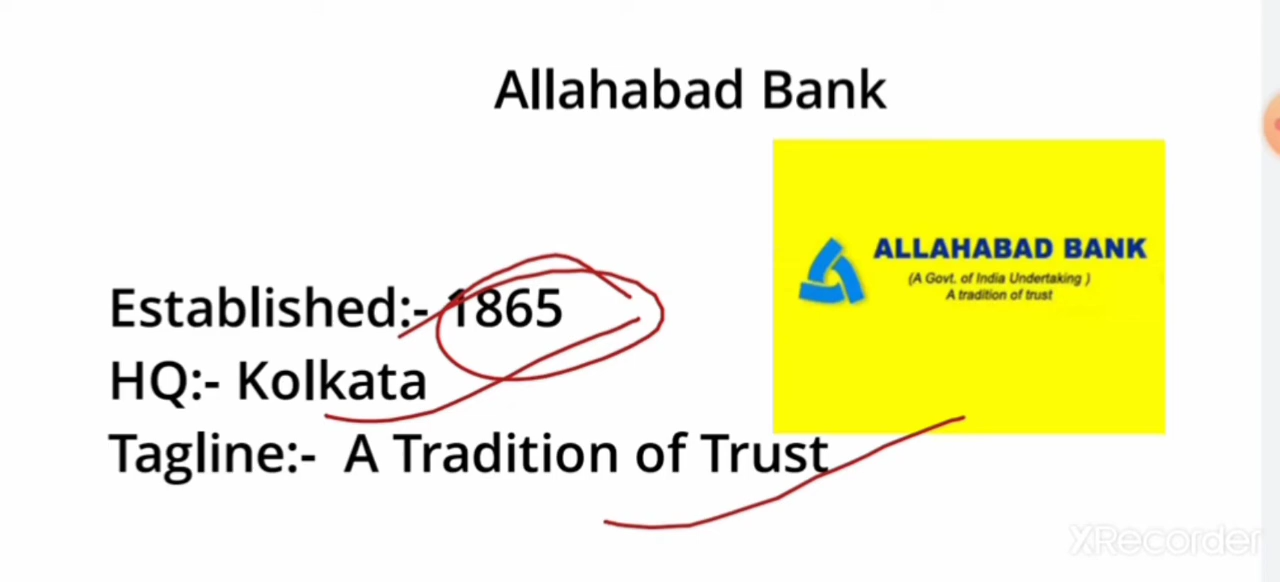 Allahabad Bank
ALLAHABAD BANK
(A Govt. of India Undertaking )
A tradition of trust
Established:- 1865
HQ:- Kolkata
Tagline:- A Tradition of Trust
XRecorder